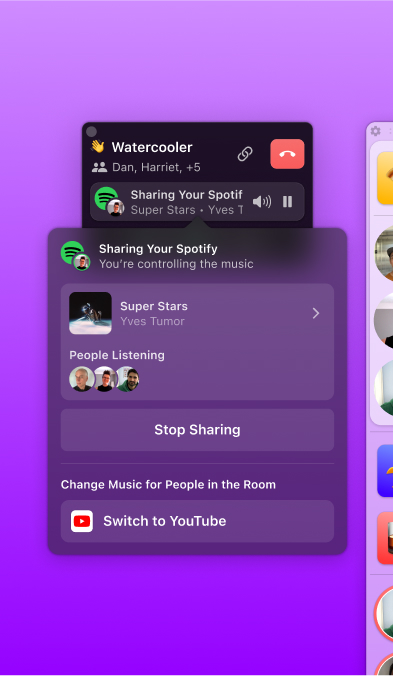 👋 Watercooler
Dan, Harriet, +5
Sharing Your Spotif
Super Stars • Yves T
Sharing Your Spotify
You're controlling the music
Super Stars
Yves Tumor
People Listening
Stop Sharing
Change Music for People in the Room
Switch to YouTube